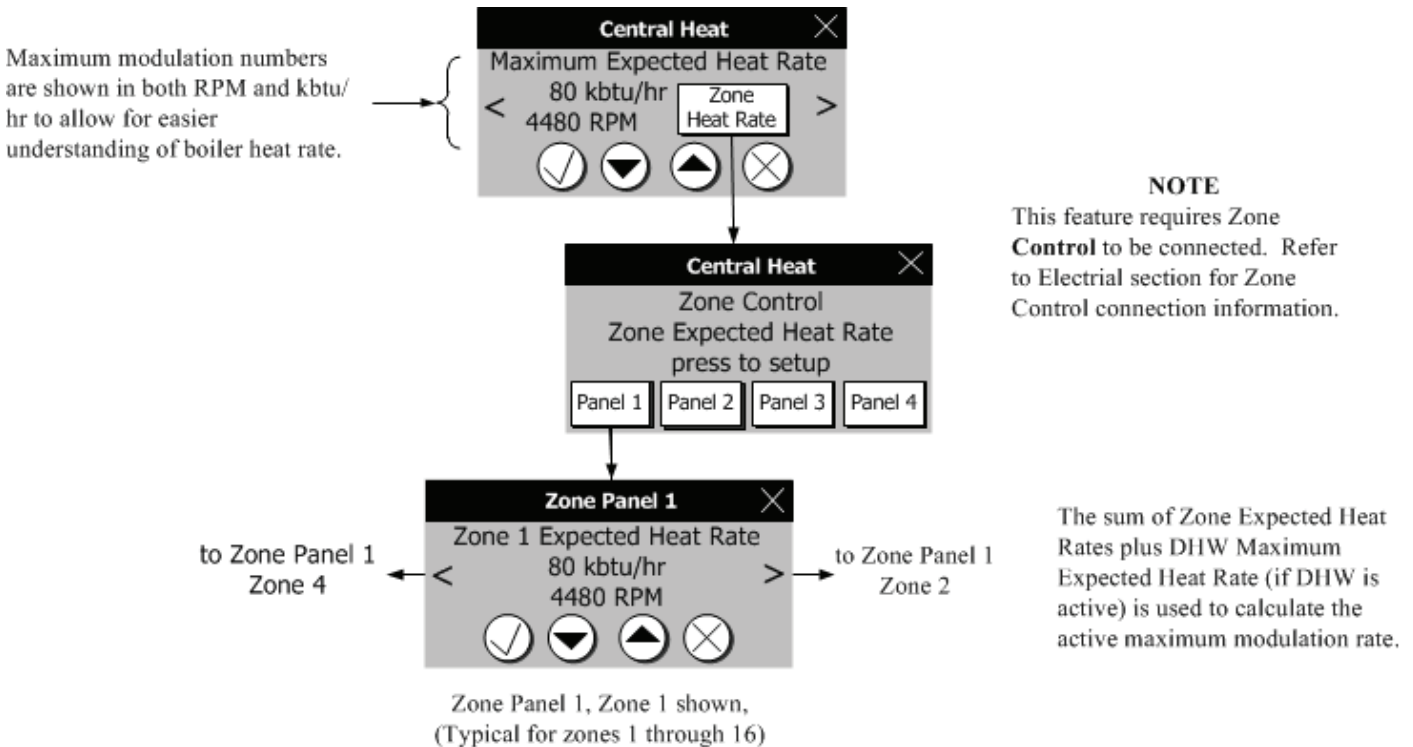 Maximum modulation numbers
are shown in both RPM and kbtu/
hr to allow for easier
understanding of boiler heat rate.
Central Heat
Maximum Expected Heat Rate
< 80 kbtu/hr Zone >
4480 RPM Heat Rate
NOTE
This feature requires Zone
Control to be connected. Refer
to Electrial section for Zone
Control connection information.
Central Heat
Zone Control
Zone Expected Heat Rate
press to setup
Panel 1 Panel 2 Panel 3 Panel 4
Zone Panel 1
Zone 1 Expected Heat Rate
< 80 kbtu/hr >
4480 RPM
to Zone Panel 1
Zone 4
to Zone Panel 1
Zone 2
The sum of Zone Expected Heat
Rates plus DHW Maximum
Expected Heat Rate (if DHW is
active) is used to calculate the
active maximum modulation rate.
Zone Panel 1, Zone 1 shown,
(Typical for zones 1 through 16)